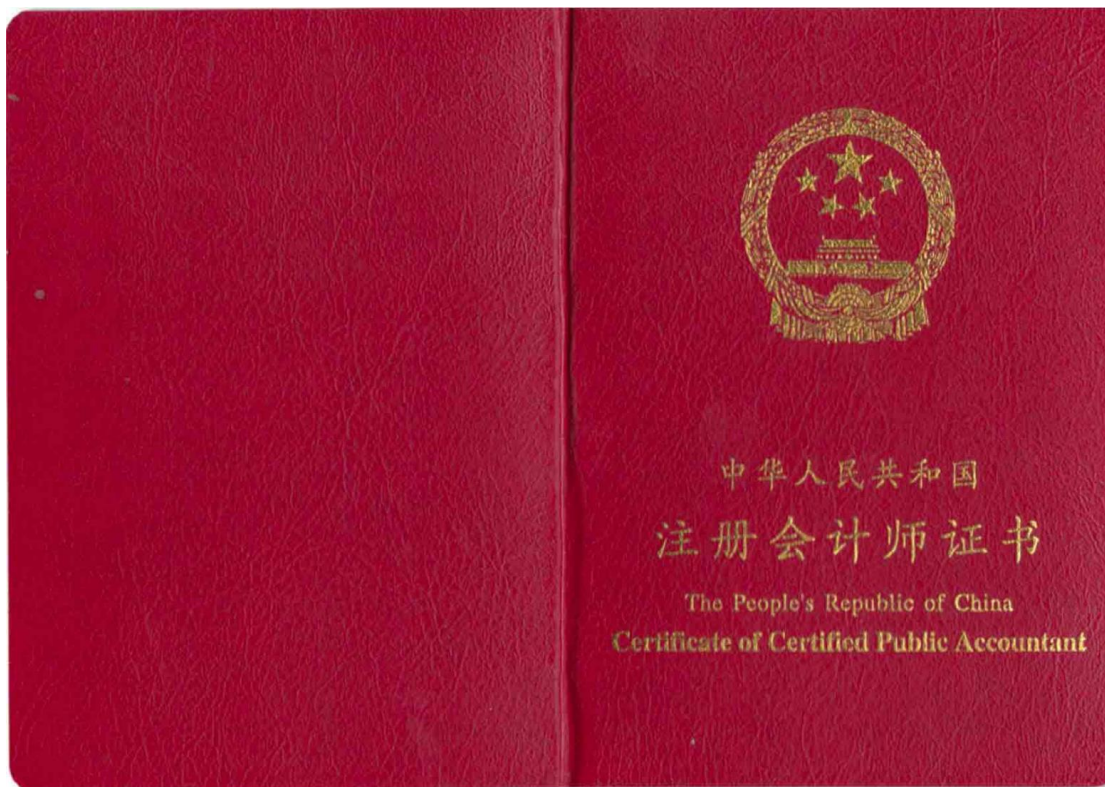 中华人民共和国
注册会计师证书
The People's Republic of China
Certificate of Certified Public Accountant